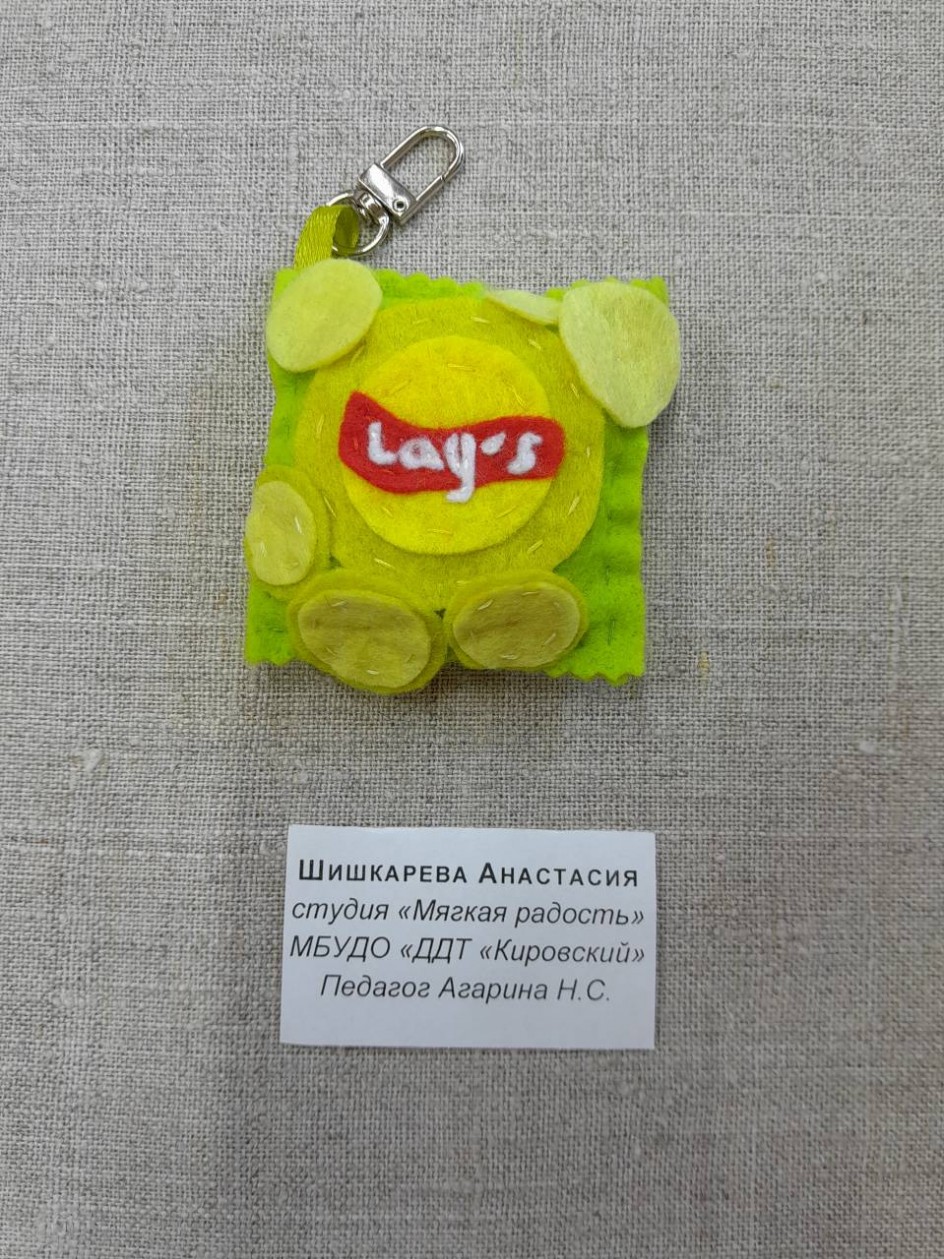 Lay's
Шишкарева Анастасия
студия «Мягкая радость»
МБУДО «ДДТ «Кировский»
Педагог Агарина Н.С.